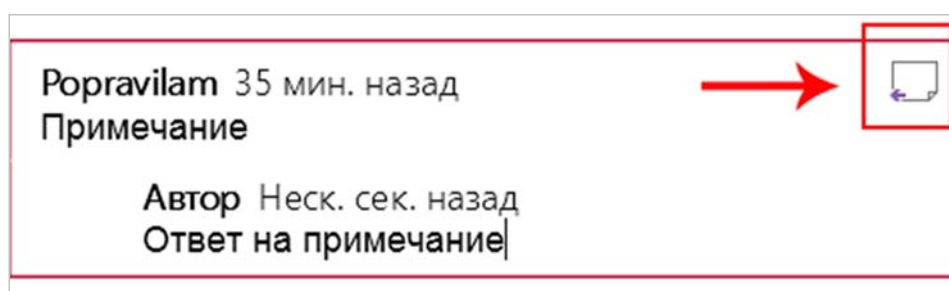 Popravilam 35 мин. назад
Примечание
Автор Неск. сек. назад
Ответ на примечание